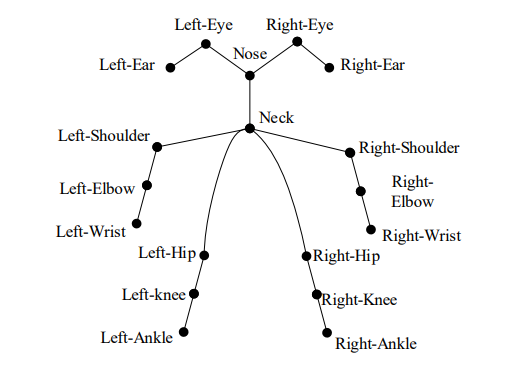 Left-Eye
Right-Eye
Nose
Left-Ear
Right-Ear
Neck
Left-Shoulder
Right-Shoulder
Left-Elbow
Right-
Elbow
Left-Wrist
Right-Wrist
Left-Hip
Right-Hip
Left-knee
Right-Knee
Left-Ankle
Right-Ankle